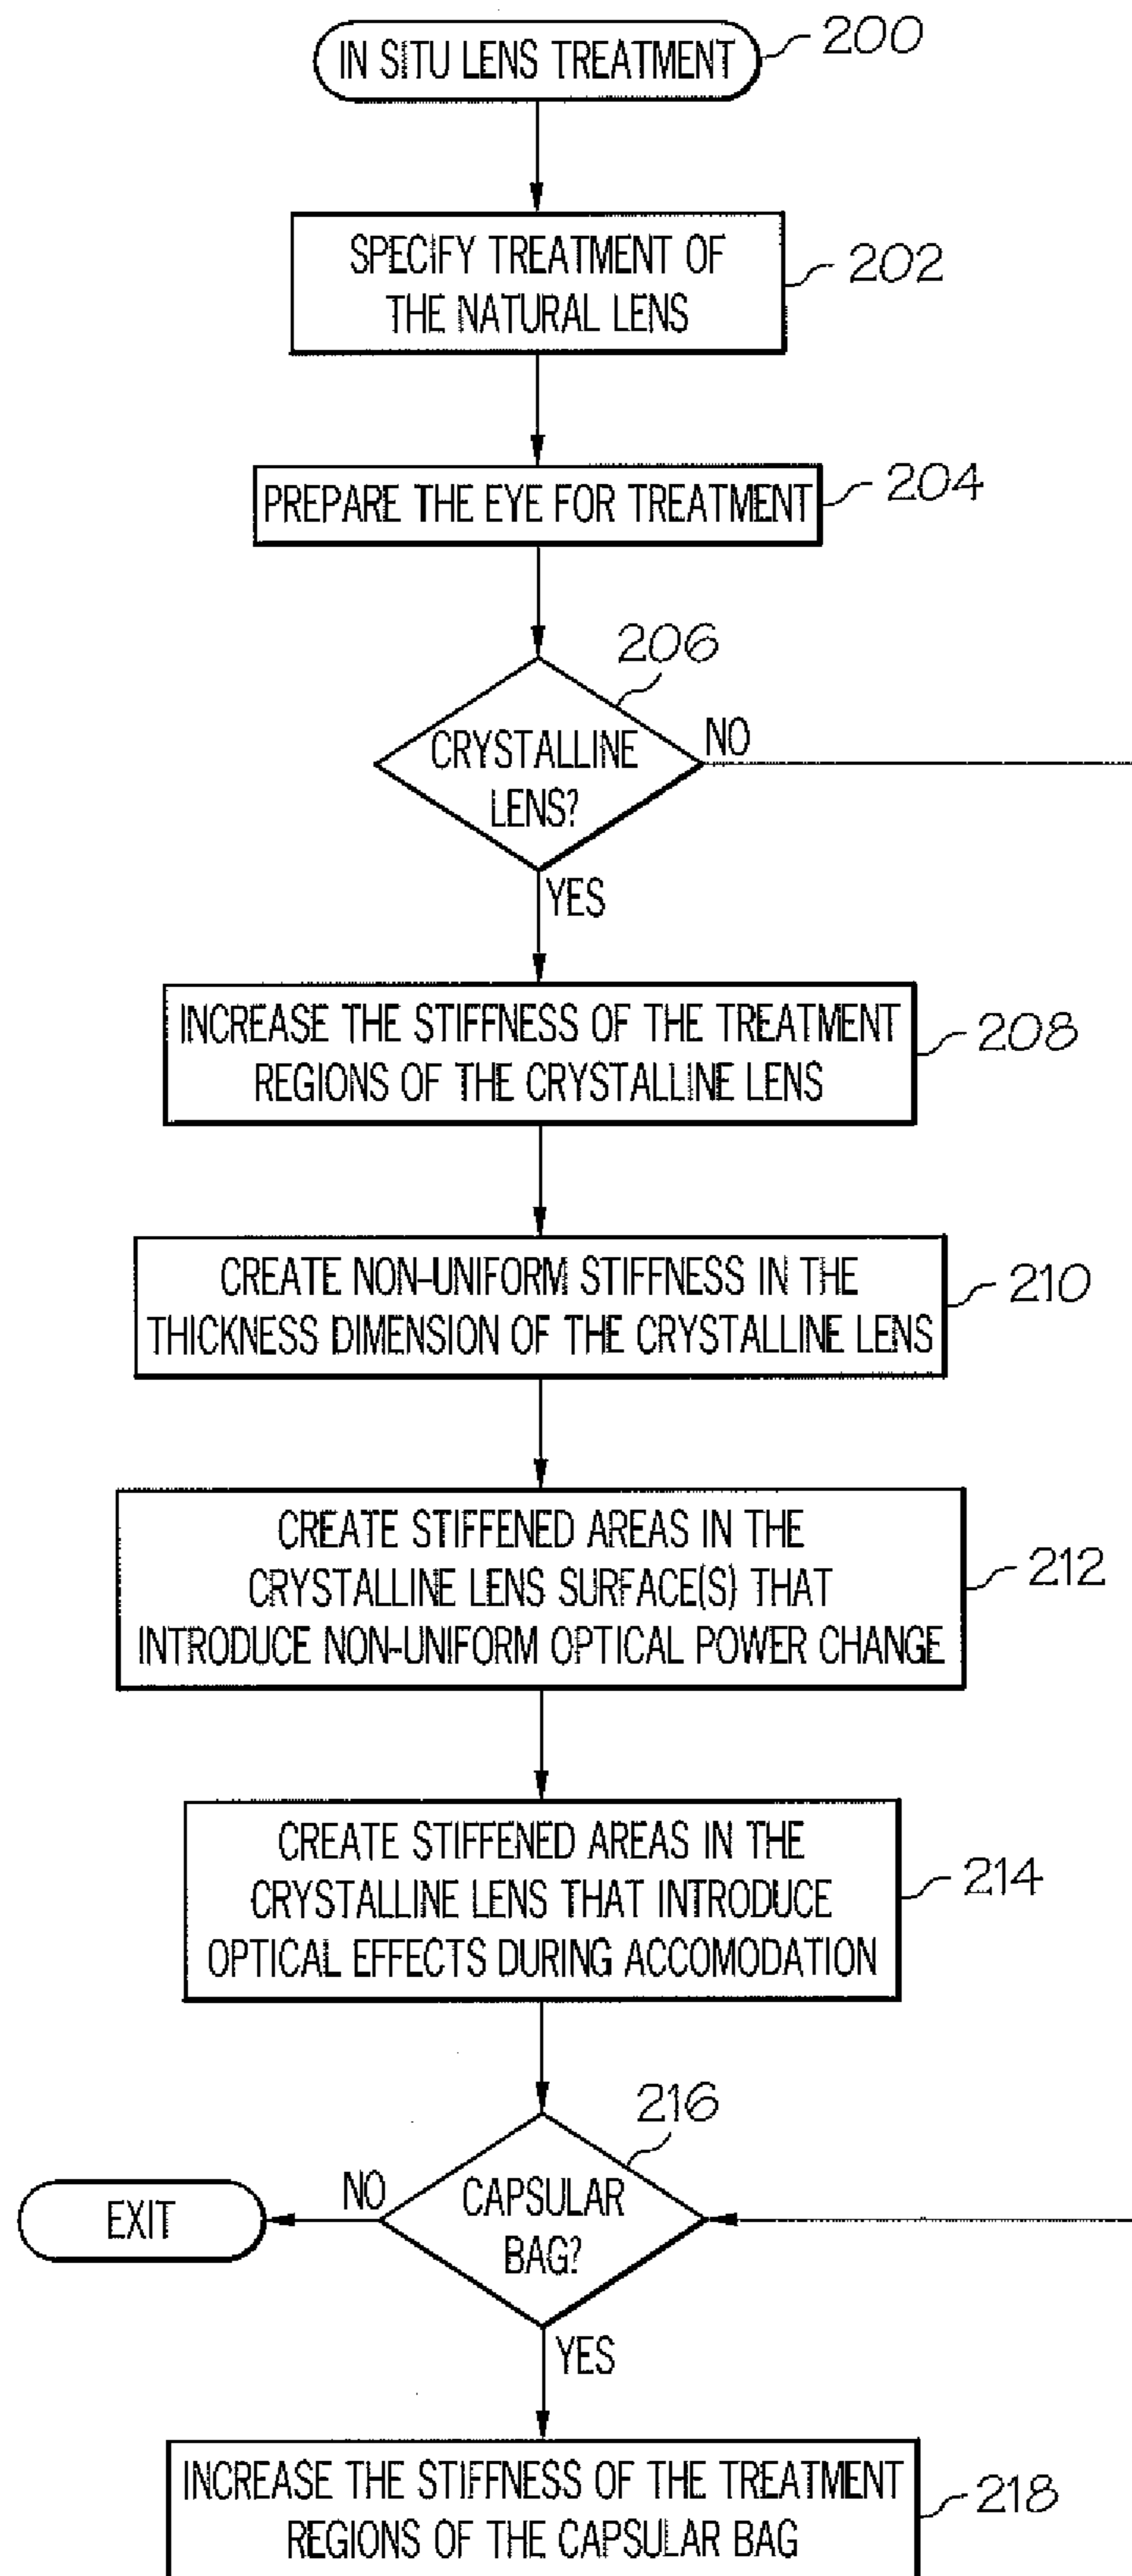 IN SITU LENS TREATMENT
200
SPECIFY TREATMENT OF
THE NATURAL LENS
202
PREPARE THE EYE FOR TREATMENT
204
206
CRYSTALLINE
LENS?
NO
YES
INCREASE THE STIFFNESS OF THE TREATMENT
REGIONS OF THE CRYSTALLINE LENS
208
CREATE NON-UNIFORM STIFFNESS IN THE
THICKNESS DIMENSION OF THE CRYSTALLINE LENS
210
CREATE STIFFENED AREAS IN THE
CRYSTALLINE LENS SURFACE(S) THAT
INTRODUCE NON-UNIFORM OPTICAL POWER CHANGE
212
CREATE STIFFENED AREAS IN THE
CRYSTALLINE LENS THAT INTRODUCE
OPTICAL EFFECTS DURING ACCOMODATION
214
216
CAPSULAR
BAG?
NO
EXIT
YES
INCREASE THE STIFFNESS OF THE TREATMENT
REGIONS OF THE CAPSULAR BAG
218